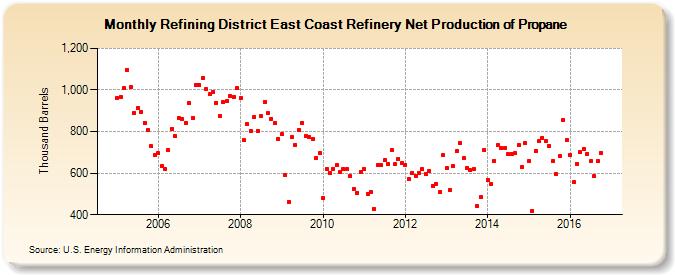 Monthly Refining District East Coast Refinery Net Production of Propane
Thousand Barrels
1,200
1,000
800
600
400
2006 2008 2010 2012 2014 2016
Source: U.S. Energy Information Administration